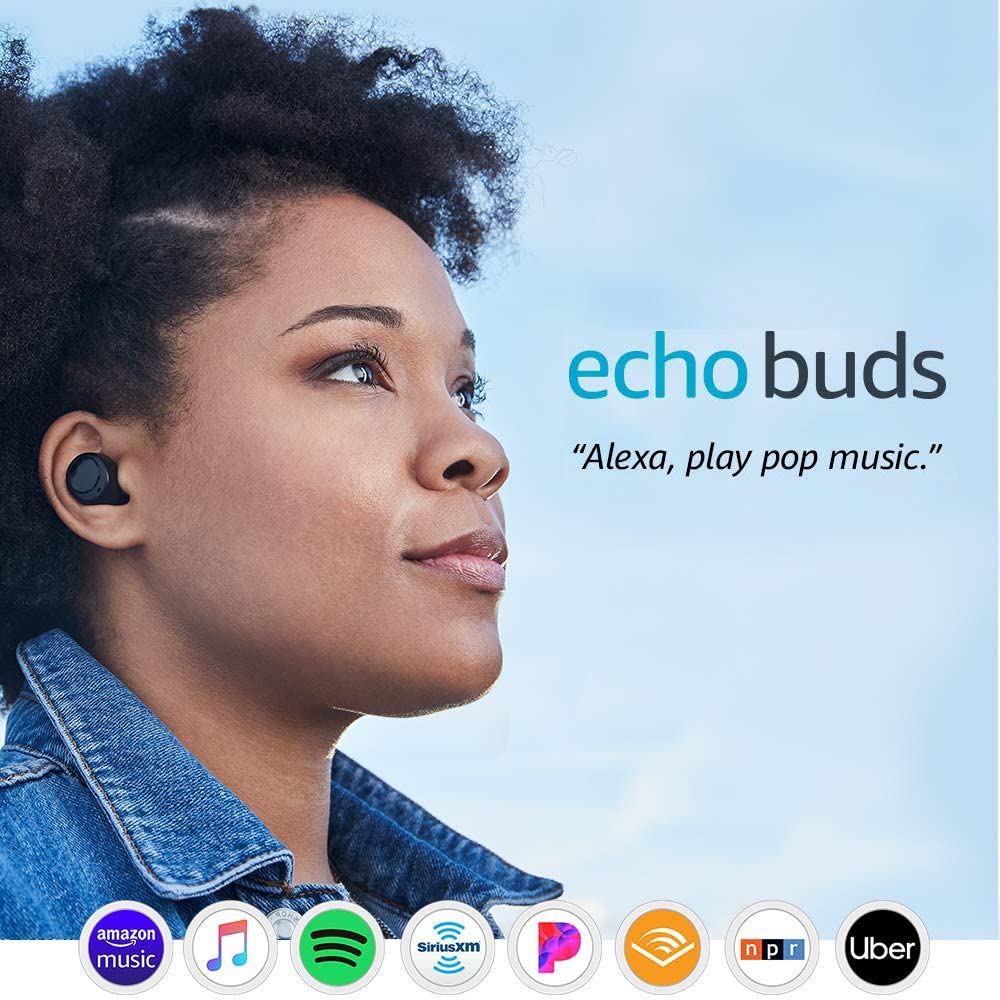 echo buds
“Alexa, play pop music.”
amazon
music
SiriusXm
npr
Uber